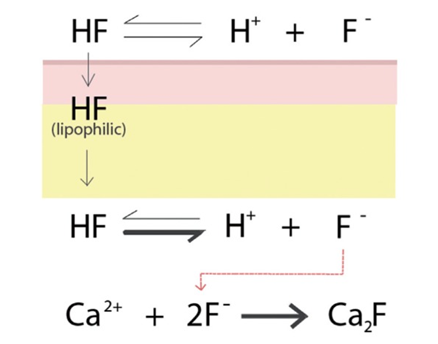 HF ⇌ H⁺ + F⁻
HF
(lipophilic)
HF ⇌ H⁺ + F⁻
Ca²⁺ + 2F⁻ → Ca₂F